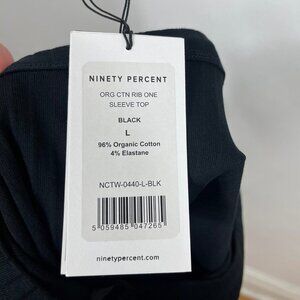 NINETY PERCENT
ORG CTN RIB ONE
SLEEVE TOP
BLACK
L
96% Organic Cotton
4% Elastane
NCTW-0440-L-BLK
5 059485 047265
ninetypercent.com